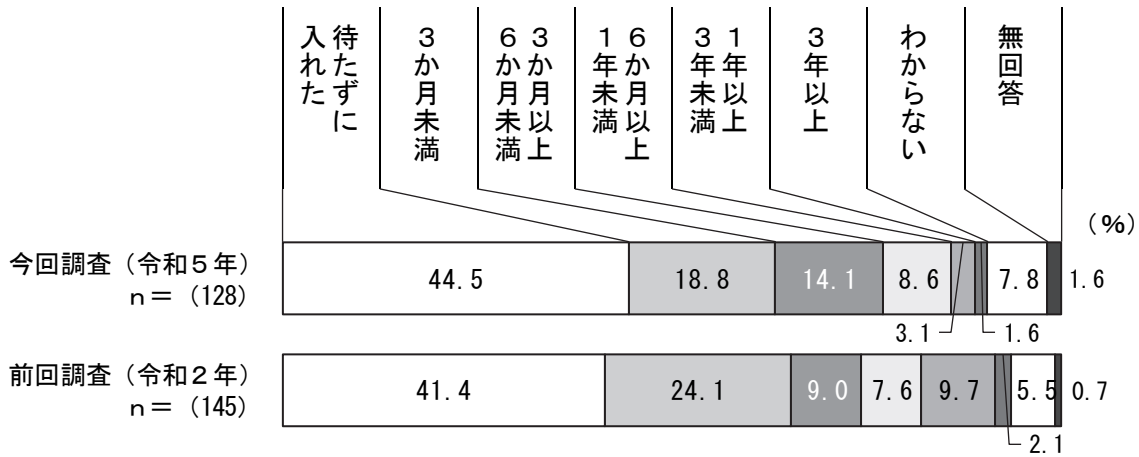 待たずに
入れた
３か月未満
３か月以上
６か月未満
６か月以上
１年未満
１年以上
３年未満
３年以上
わからない
無回答
（％）
今回調査（令和５年）
ｎ＝（128）
44.5
18.8
14.1
8.6
7.8
1.6
3.1
1.6
前回調査（令和２年）
ｎ＝（145）
41.4
24.1
9.0
7.6
9.7
5.5
0.7
2.1